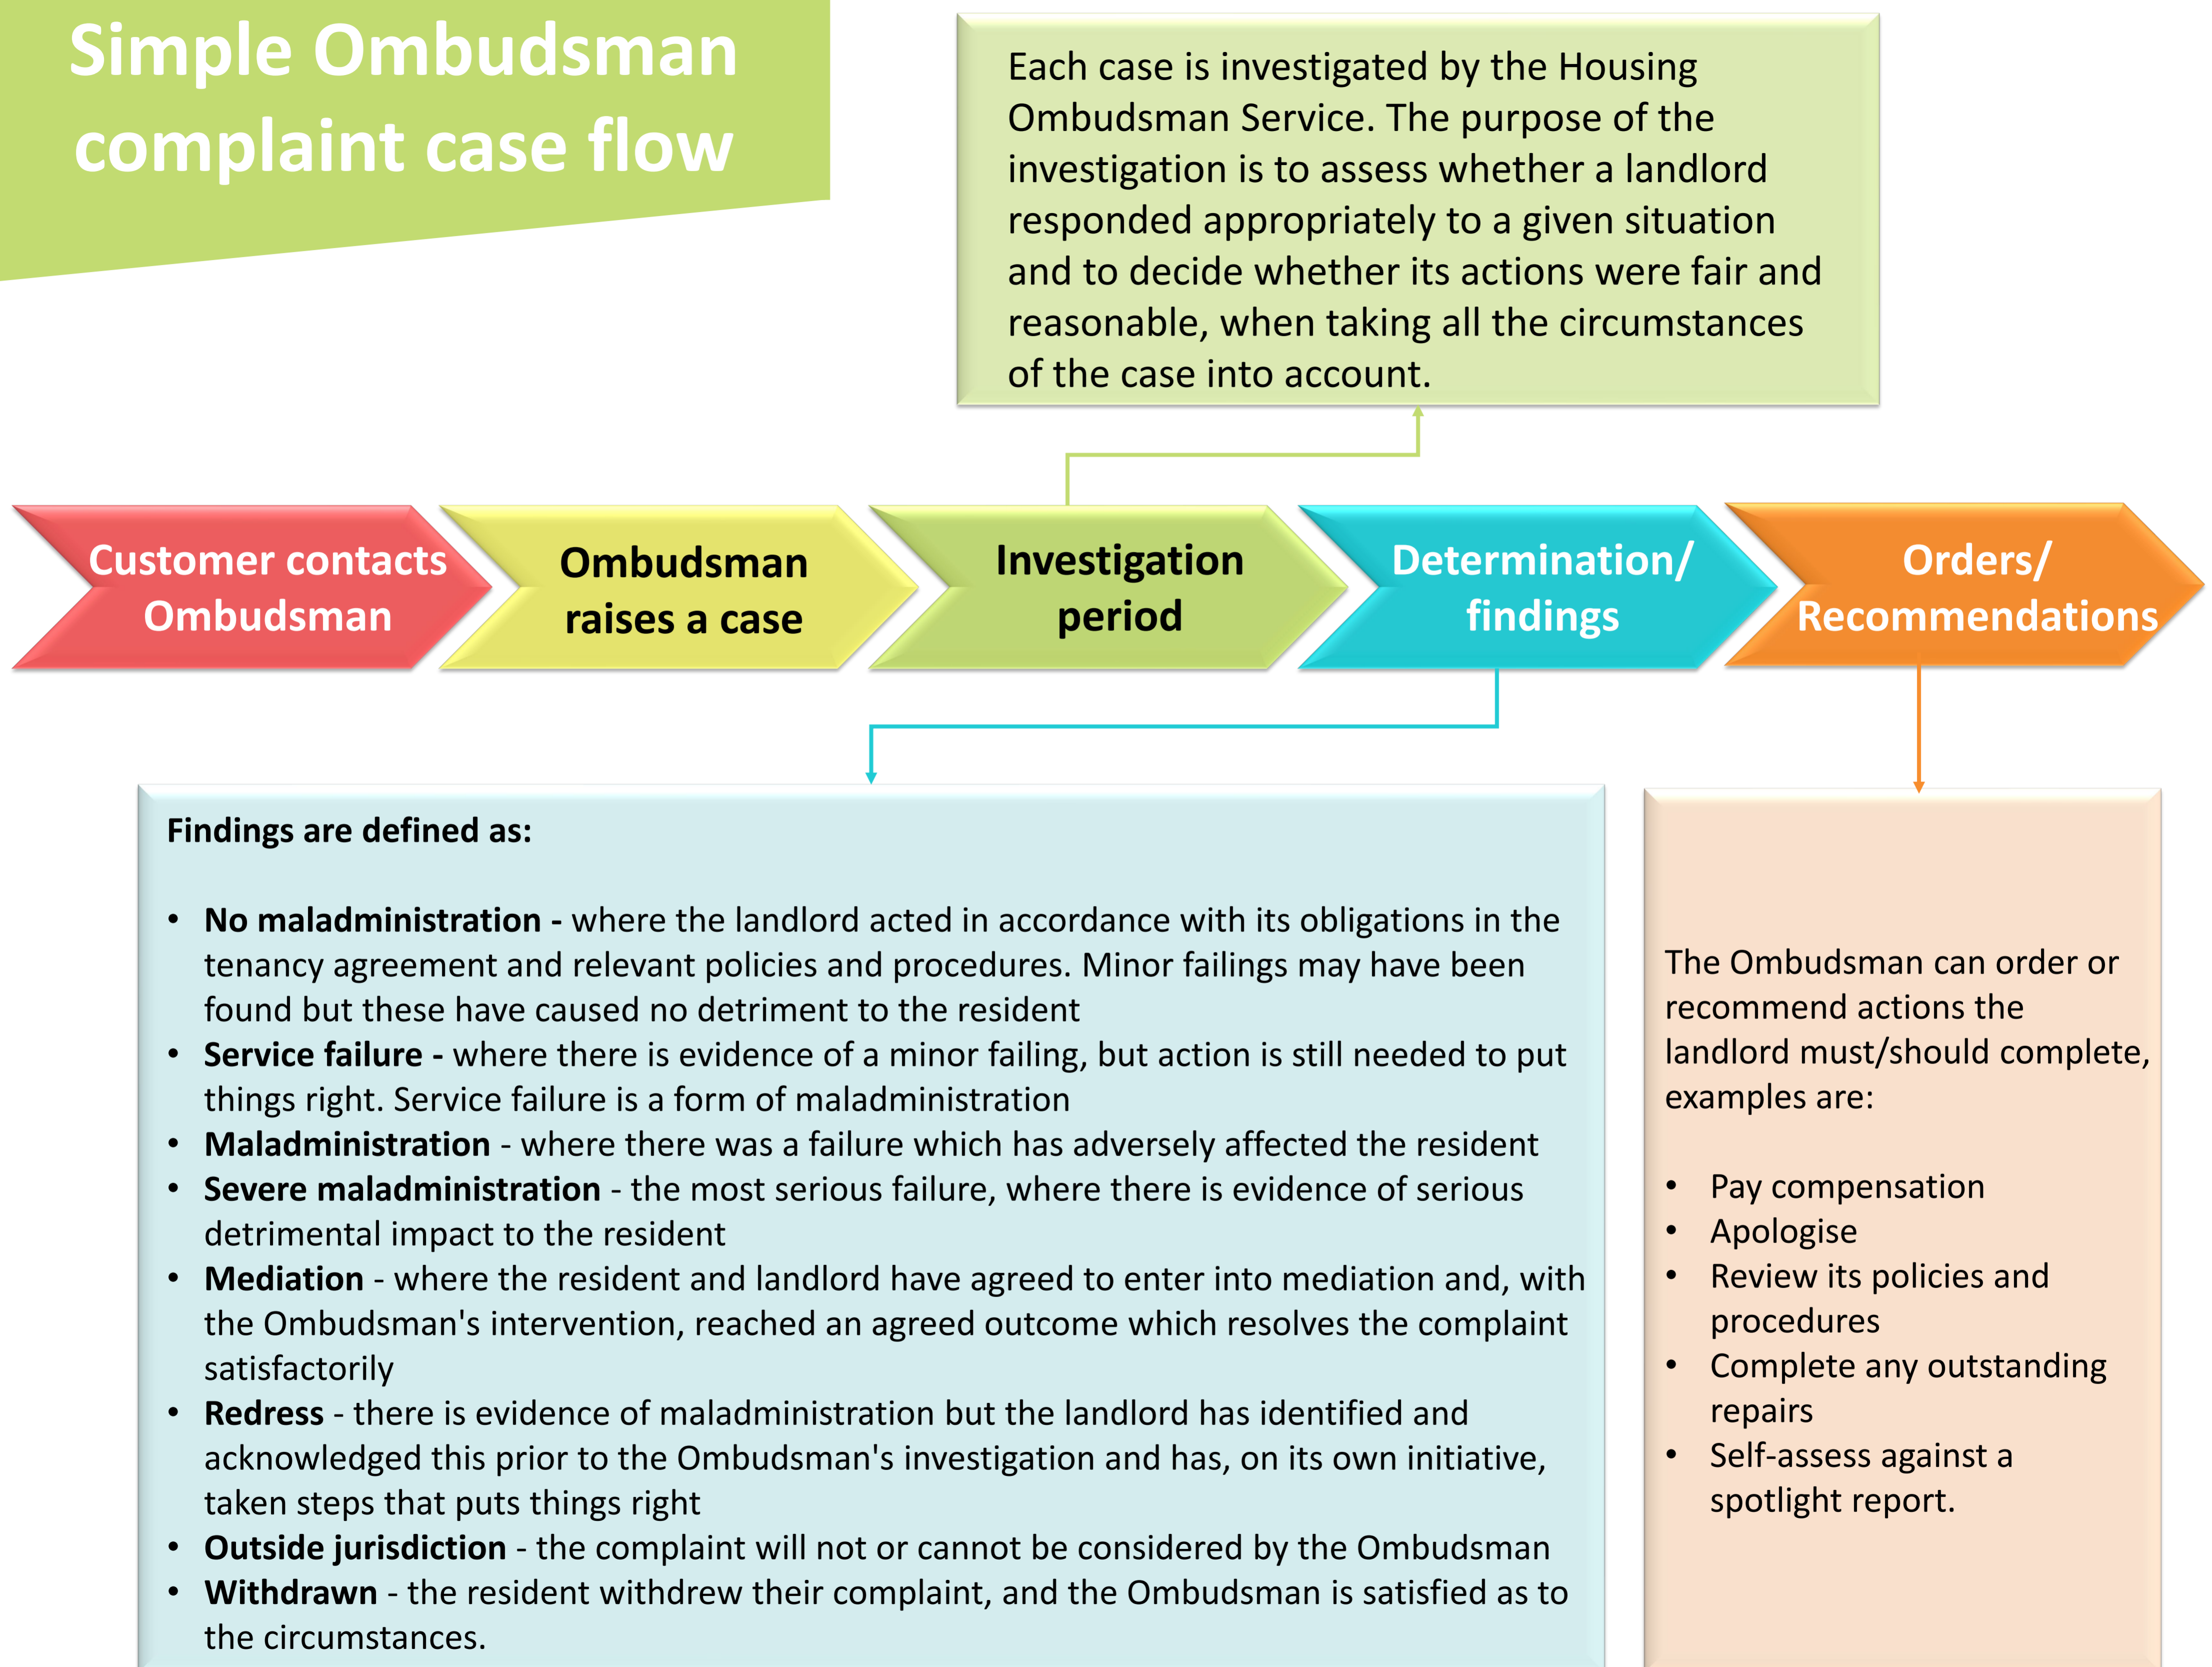 Simple Ombudsman
complaint case flow
Each case is investigated by the Housing
Ombudsman Service. The purpose of the
investigation is to assess whether a landlord
responded appropriately to a given situation
and to decide whether its actions were fair and
reasonable, when taking all the circumstances
of the case into account.
Customer contacts
Ombudsman
Ombudsman
raises a case
Investigation
period
Determination/
findings
Orders/
Recommendations
Findings are defined as:
• No maladministration - where the landlord acted in accordance with its obligations in the
tenancy agreement and relevant policies and procedures. Minor failings may have been
found but these have caused no detriment to the resident
• Service failure - where there is evidence of a minor failing, but action is still needed to put
things right. Service failure is a form of maladministration
• Maladministration - where there was a failure which has adversely affected the resident
• Severe maladministration - the most serious failure, where there is evidence of serious
detrimental impact to the resident
• Mediation - where the resident and landlord have agreed to enter into mediation and, with
the Ombudsman's intervention, reached an agreed outcome which resolves the complaint
satisfactorily
• Redress - there is evidence of maladministration but the landlord has identified and
acknowledged this prior to the Ombudsman's investigation and has, on its own initiative,
taken steps that puts things right
• Outside jurisdiction - the complaint will not or cannot be considered by the Ombudsman
• Withdrawn - the resident withdrew their complaint, and the Ombudsman is satisfied as to
the circumstances.
The Ombudsman can order or
recommend actions the
landlord must/should complete,
examples are:
• Pay compensation
• Apologise
• Review its policies and
procedures
• Complete any outstanding
repairs
• Self-assess against a
spotlight report.